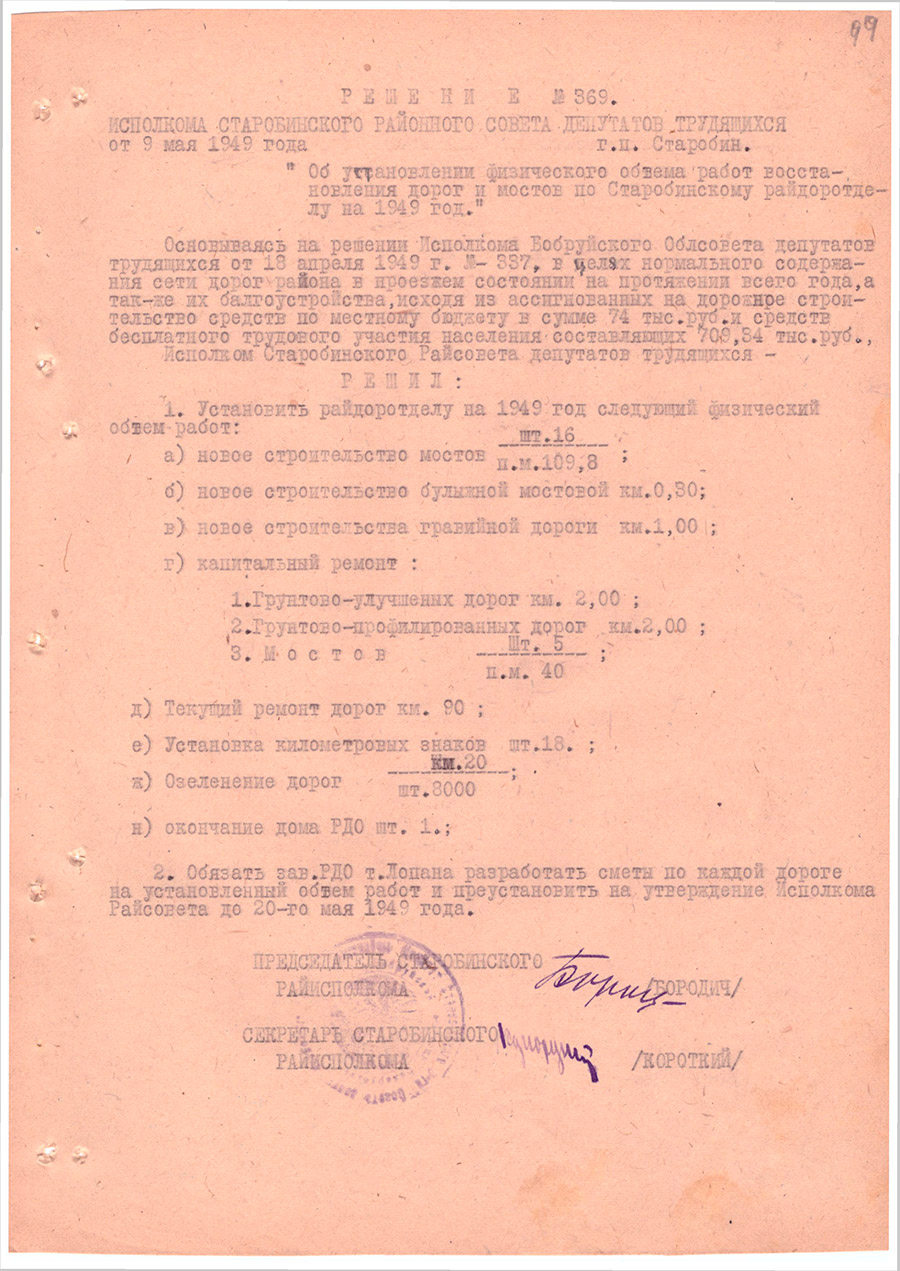 99
Р Е Ш Е Н И Е № 369.
ИСПОЛКОМА СТАРОБИНСКОГО РАЙОННОГО СОВЕТА ДЕПУТАТОВ ТРУДЯЩИХСЯ
от 9 мая 1949 года г.п. Старобин.
" Об установлении физического обвема работ восста-
новления дорог и мостов по Старобинскому райдоротде-
лу на 1949 год."
Основываясь на решении Исполкома Бобруйского Облсовета депутатов
трудящихся от 18 апреля 1949 г. №- 337, в целях нормального содержа-
ния сети дорог района в проезжем состоянии на протяжении всего года,а
так-же их балгоустройства,исходя из ассигнованных на дорожное строи-
тельство средств по местному бюджету в сумме 74 тыс.руб.и средств
бесплатного трудового участия населения составляющих 709,34 тыс.руб.,
Исполком Старобинского Райсовета депутатов трудящихся -
Р Е Ш И Л :
1. Установить райдоротделу на 1949 год следующий физический
обвем работ:
шт.16
а) новое строительство мостов п.м.109,8 ;
б) новое строительство булыжной мостовой км.0,30;
в) новое строительства гравийной дороги км.1,00 ;
г) капитальный ремонт :
1.Грунтово-улучшеных дорог км. 2,00 ;
2.Грунтово-профилированных дорог км.2,00 ;
Шт. 5
3. М о с т о в ;
п.м. 40
д) Текущий ремонт дорог км. 90 ;
е) Установка километровых знаков шт.18. ;
км.20
ж) Озеленение дорог ;
шт.8000
н) окончание дома РДО шт. 1.;
2. Обязать зав.РДО т.Лопана разработать сметы по каждой дороге
на установленный обвем работ и преустановить на утверждение Исполкома
Райсовета до 20-го мая 1949 года.
ПРЕДСЕДАТЕЛЬ СТАРОБИНСКОГО
РАЙИСПОЛКОМА /БОРОДИЧ/
СЕКРЕТАРЬ СТАРОБИНСКОГО
РАЙИСПОЛКОМА /КОРОТКИЙ/